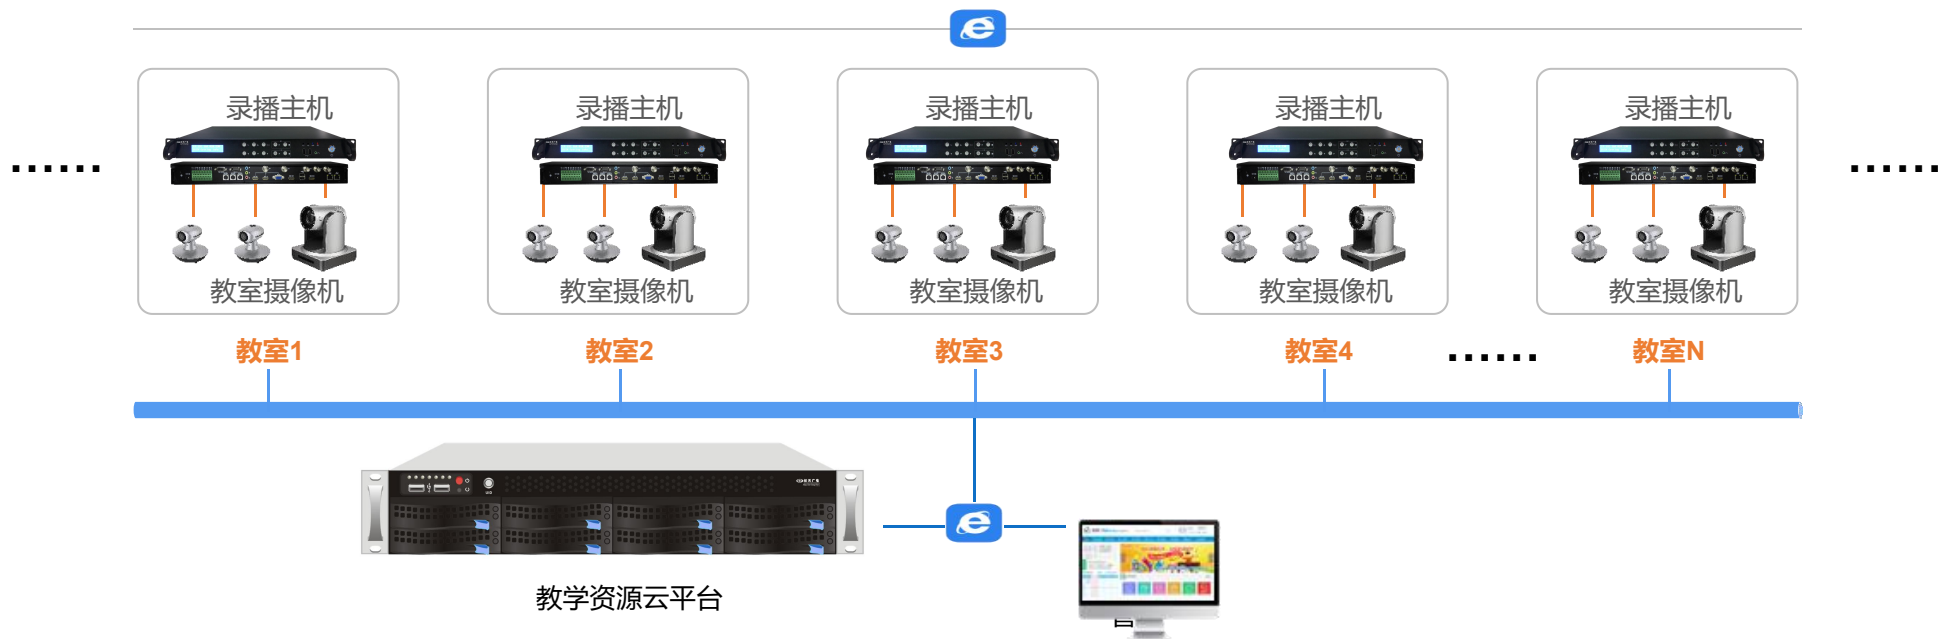 录播主机 录播主机 录播主机 录播主机 录播主机
...... ......
教室摄像机 教室摄像机 教室摄像机 教室摄像机 教室摄像机
教室1 教室2 教室3 教室4 ...... 教室N
教学资源云平台